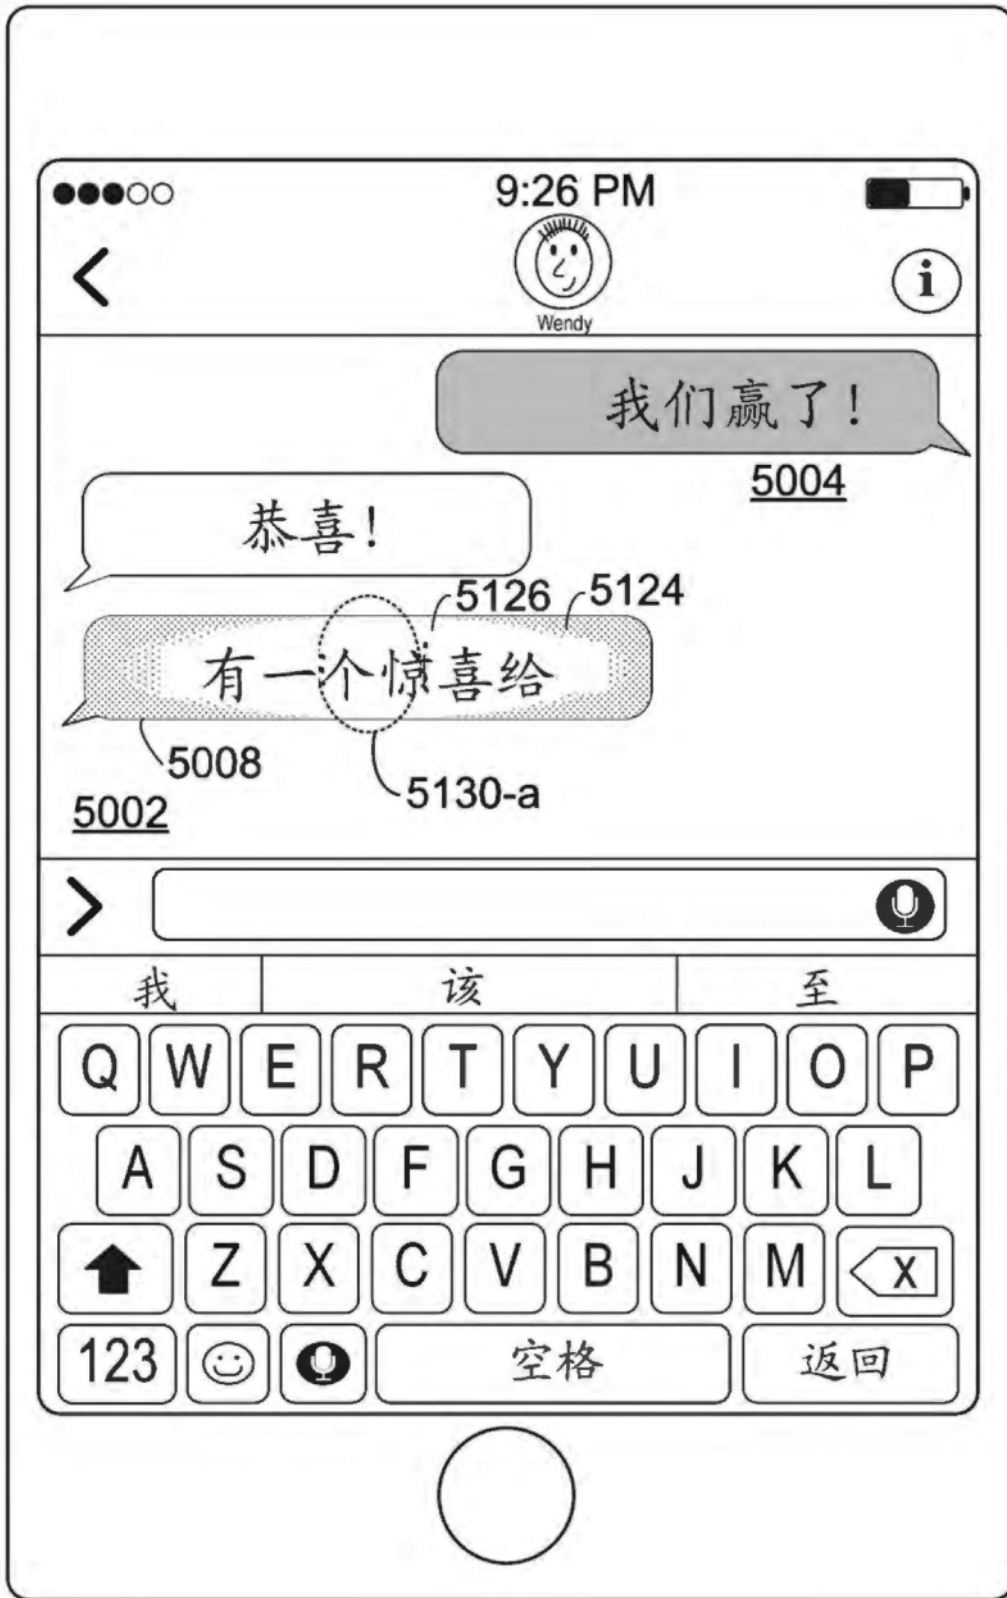 9:26 PM
i
Wendy
我们赢了!
5004
恭喜!
5126 5124
有一个惊喜给
5008
5130-a
5002
我 该 至
Q W E R T Y U I O P
A S D F G H J K L
Z X C V B N M X
123 空格 返回